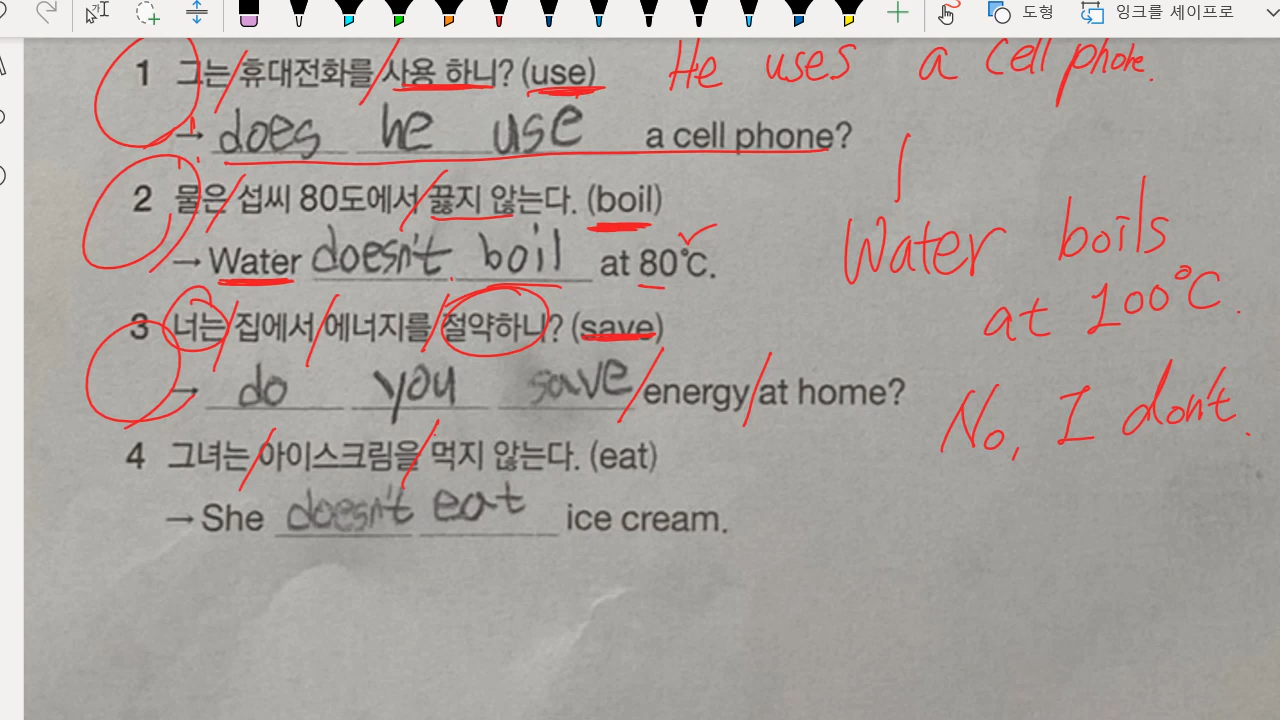 도형 잉크를 셰이프로
1 그는 휴대전화를 사용 하니? (use) He uses a cell phone.
→ does he use a cell phone?
2 물은 섭씨 80도에서 끓지 않는다. (boil)
→ Water doesn't boil at 80℃. Water boils
at 100℃.
3 너는 집에서 에너지를 절약하니? (save)
→ do you save energy at home? No, I don't.
4 그녀는 아이스크림을 먹지 않는다. (eat)
→ She doesn't eat ice cream.